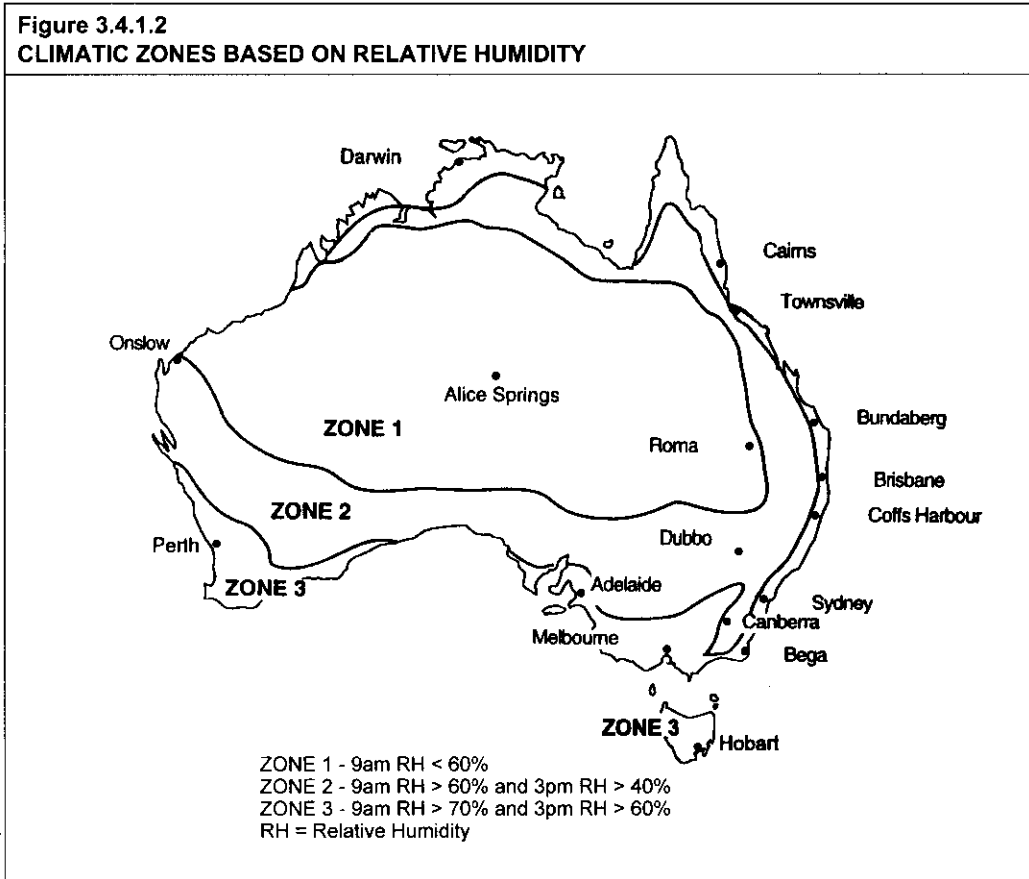 Figure 3.4.1.2
CLIMATIC ZONES BASED ON RELATIVE HUMIDITY
Darwin
Cairns
Townsville
Onslow
Alice Springs
ZONE 1
Bundaberg
Roma
Brisbane
ZONE 2
Coffs Harbour
Perth
Dubbo
ZONE 3
Adelaide
Sydney
Canberra
Melbourne
Bega
ZONE 3
Hobart
ZONE 1 - 9am RH < 60%
ZONE 2 - 9am RH > 60% and 3pm RH > 40%
ZONE 3 - 9am RH > 70% and 3pm RH > 60%
RH = Relative Humidity